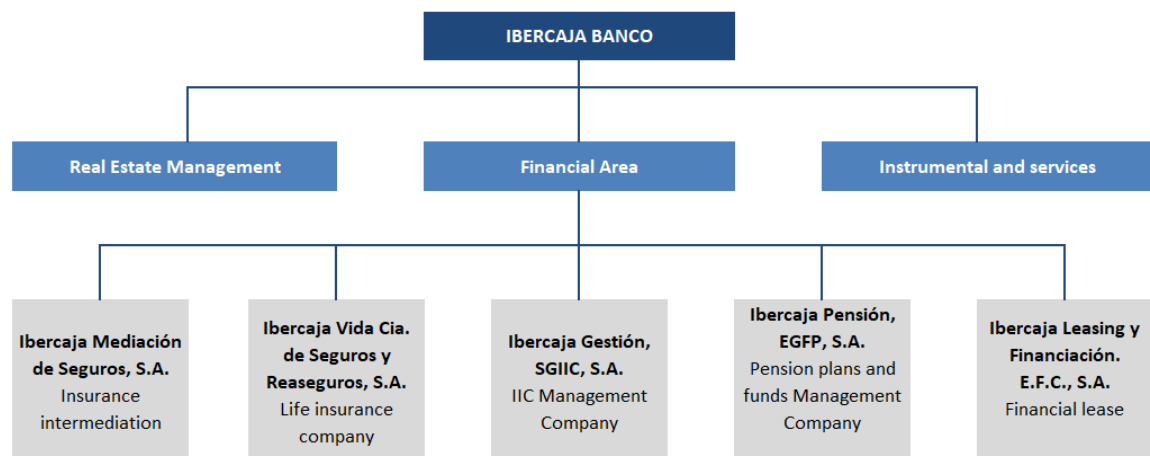 IBERCAJA BANCO
Real Estate Management
Financial Area
Instrumental and services
Ibercaja Mediación
de Seguros, S.A.
Insurance
intermediation
Ibercaja Vida Cia.
de Seguros y
Reaseguros, S.A.
Life insurance
company
Ibercaja Gestión,
SGIIC, S.A.
IIC Management
Company
Ibercaja Pensión,
EGFP, S.A.
Pension plans and
funds Management
Company
Ibercaja Leasing y
Financiación.
E.F.C., S.A.
Financial lease